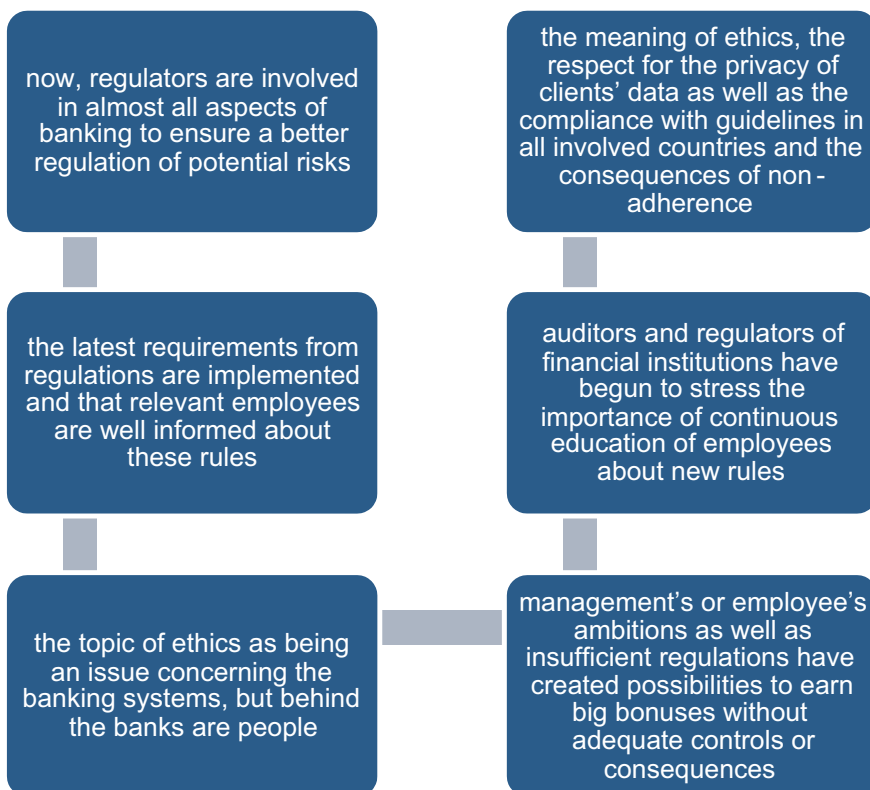 now, regulators are involved
in almost all aspects of
banking to ensure a better
regulation of potential risks
the latest requirements from
regulations are implemented
and that relevant employees
are well informed about
these rules
the topic of ethics as being
an issue concerning the
banking systems, but behind
the banks are people
management's or employee's
ambitions as well as
insufficient regulations have
created possibilities to earn
big bonuses without
adequate controls or
consequences
auditors and regulators of
financial institutions have
begun to stress the
importance of continuous
education of employees
about new rules
the meaning of ethics, the
respect for the privacy of
clients' data as well as the
compliance with guidelines in
all involved countries and the
consequences of non-
adherence